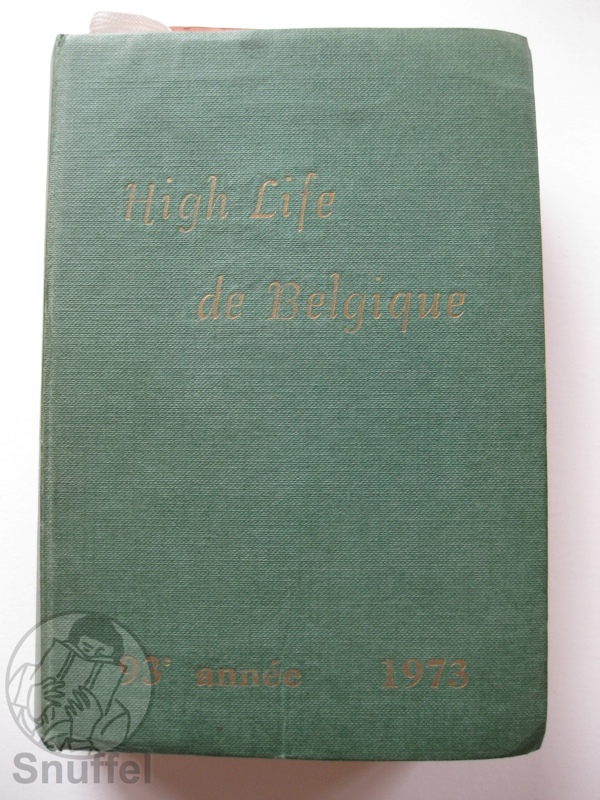 High Life
de Belgique
93e année 1973
Snuffel